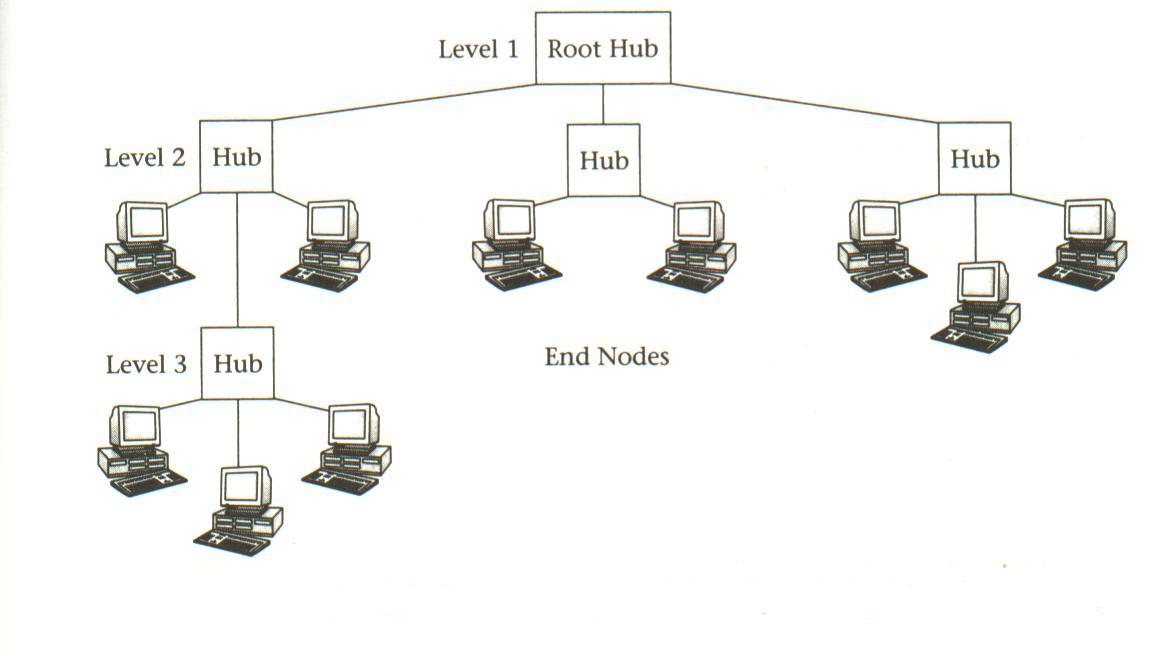 Level 1 Root Hub
Level 2 Hub
Hub
Hub
Level 3 Hub
End Nodes